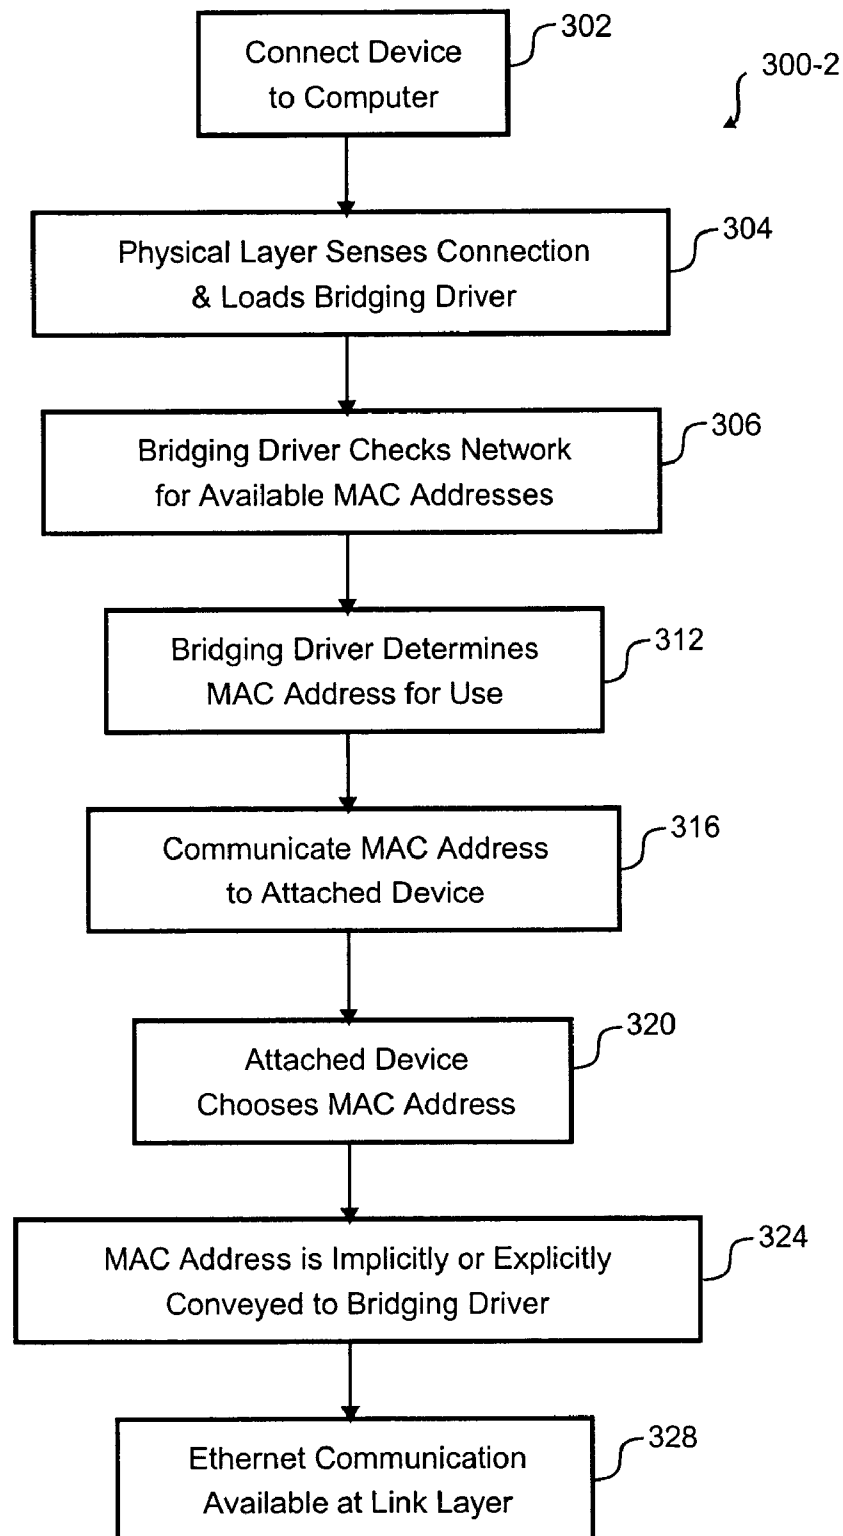 Connect Device
to Computer
302
300-2
Physical Layer Senses Connection
& Loads Bridging Driver
304
Bridging Driver Checks Network
for Available MAC Addresses
306
Bridging Driver Determines
MAC Address for Use
312
Communicate MAC Address
to Attached Device
316
Attached Device
Chooses MAC Address
320
MAC Address is Implicitly or Explicitly
Conveyed to Bridging Driver
324
Ethernet Communication
Available at Link Layer
328